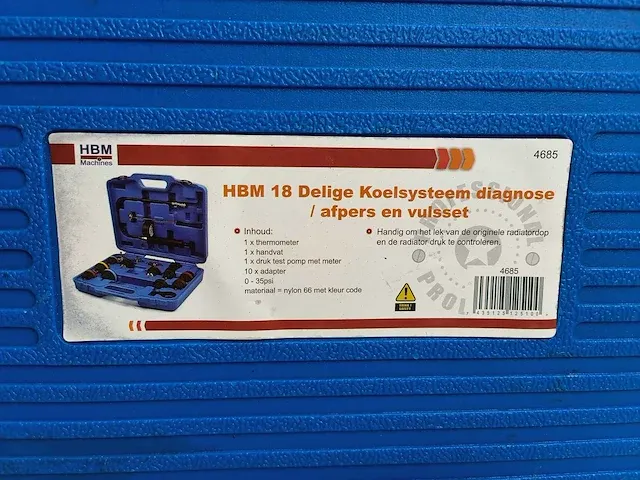 HBM
Machines
4685
HBM 18 Delige Koelsysteem diagnose
/ afpers en vulsset
Inhoud:
1 x thermometer
1 x handvat
1 x druk test pomp met meter
10 x adapter
0 - 35psi
materiaal = nylon 66 met kleur code
Handig om het lek van de originele radiatordop
en de radiator druk te controleren.
PROFESSIONAL
4685